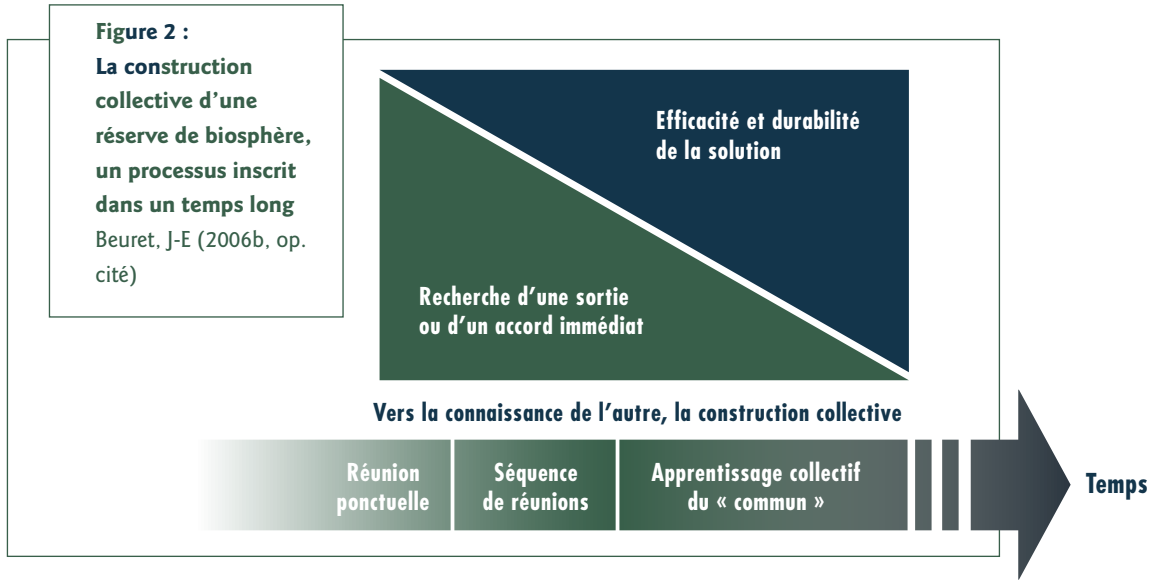 Figure 2 :
La construction
collective d’une
réserve de biosphère,
un processus inscrit
dans un temps long
Beuret, J-E (2006b, op.
cité)
Efficacité et durabilité
de la solution
Recherche d’une sortie
ou d’un accord immédiat
Vers la connaissance de l’autre, la construction collective
Réunion
ponctuelle
Séquence
de réunions
Apprentissage collectif
du « commun »
Temps